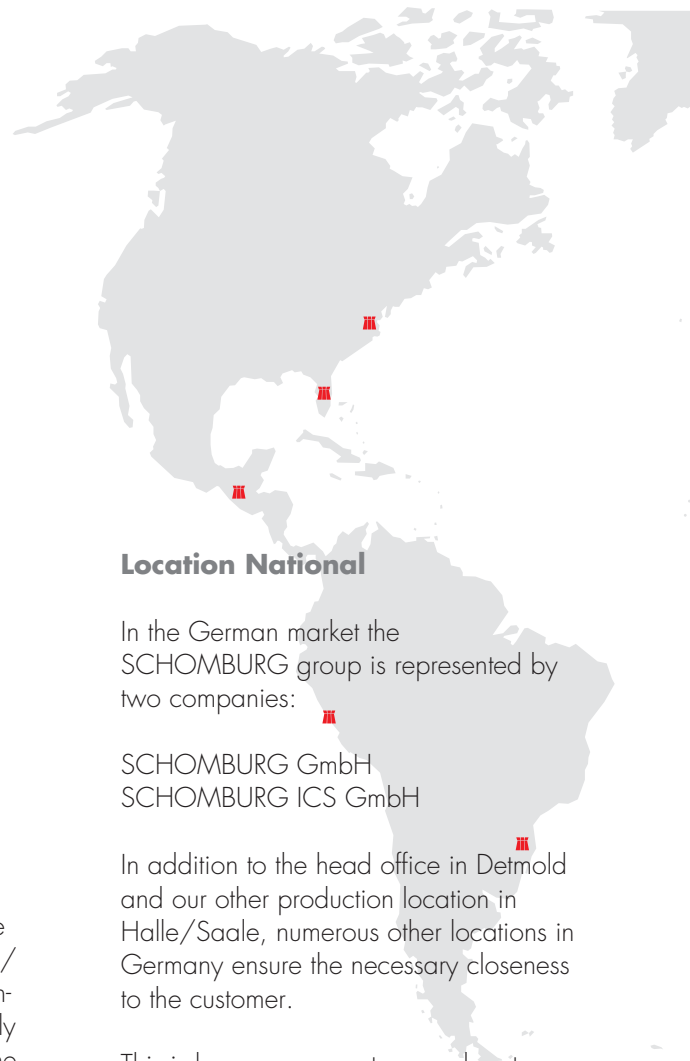 Location National
In the German market the
SCHOMBURG group is represented by
two companies:
SCHOMBURG GmbH
SCHOMBURG ICS GmbH
In addition to the head office in Detmold
and our other production location in
Halle/Saale, numerous other locations in
Germany ensure the necessary closeness
to the customer.